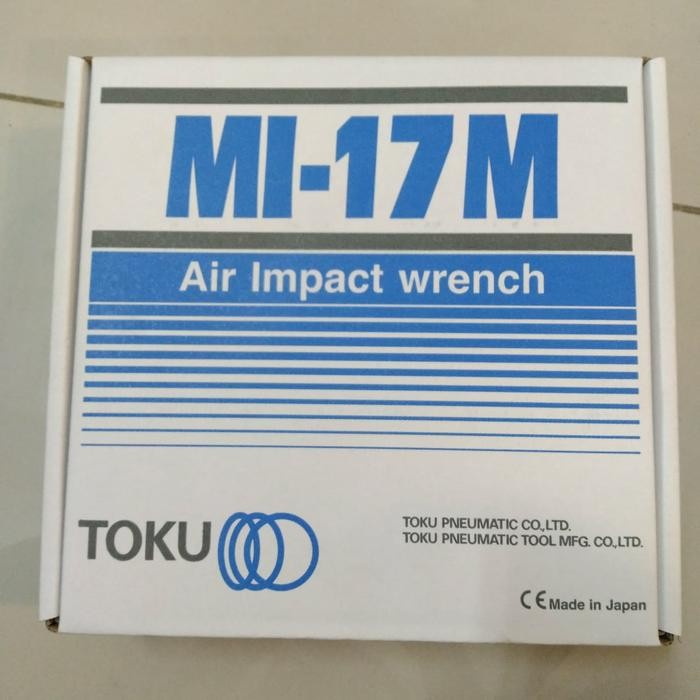 MI-17M
Air Impact wrench
TOKU
TOKU PNEUMATIC CO.,LTD.
TOKU PNEUMATIC TOOL MFG. CO.,LTD.
CE Made in Japan